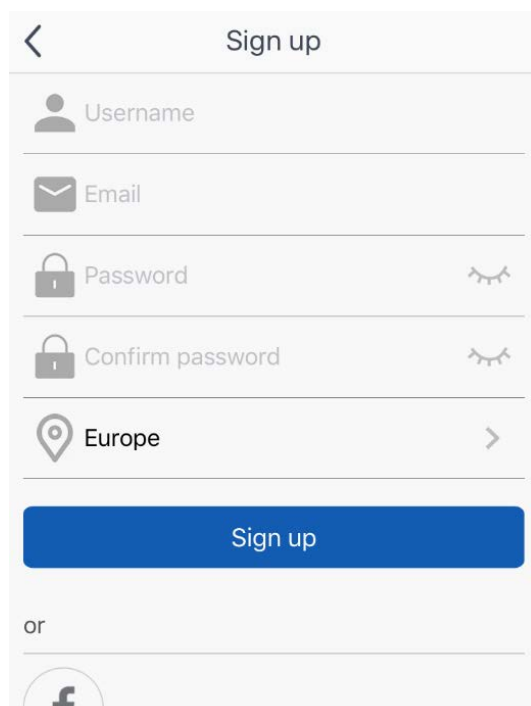 Sign up
Username
Email
Password
Confirm password
Europe
Sign up
or